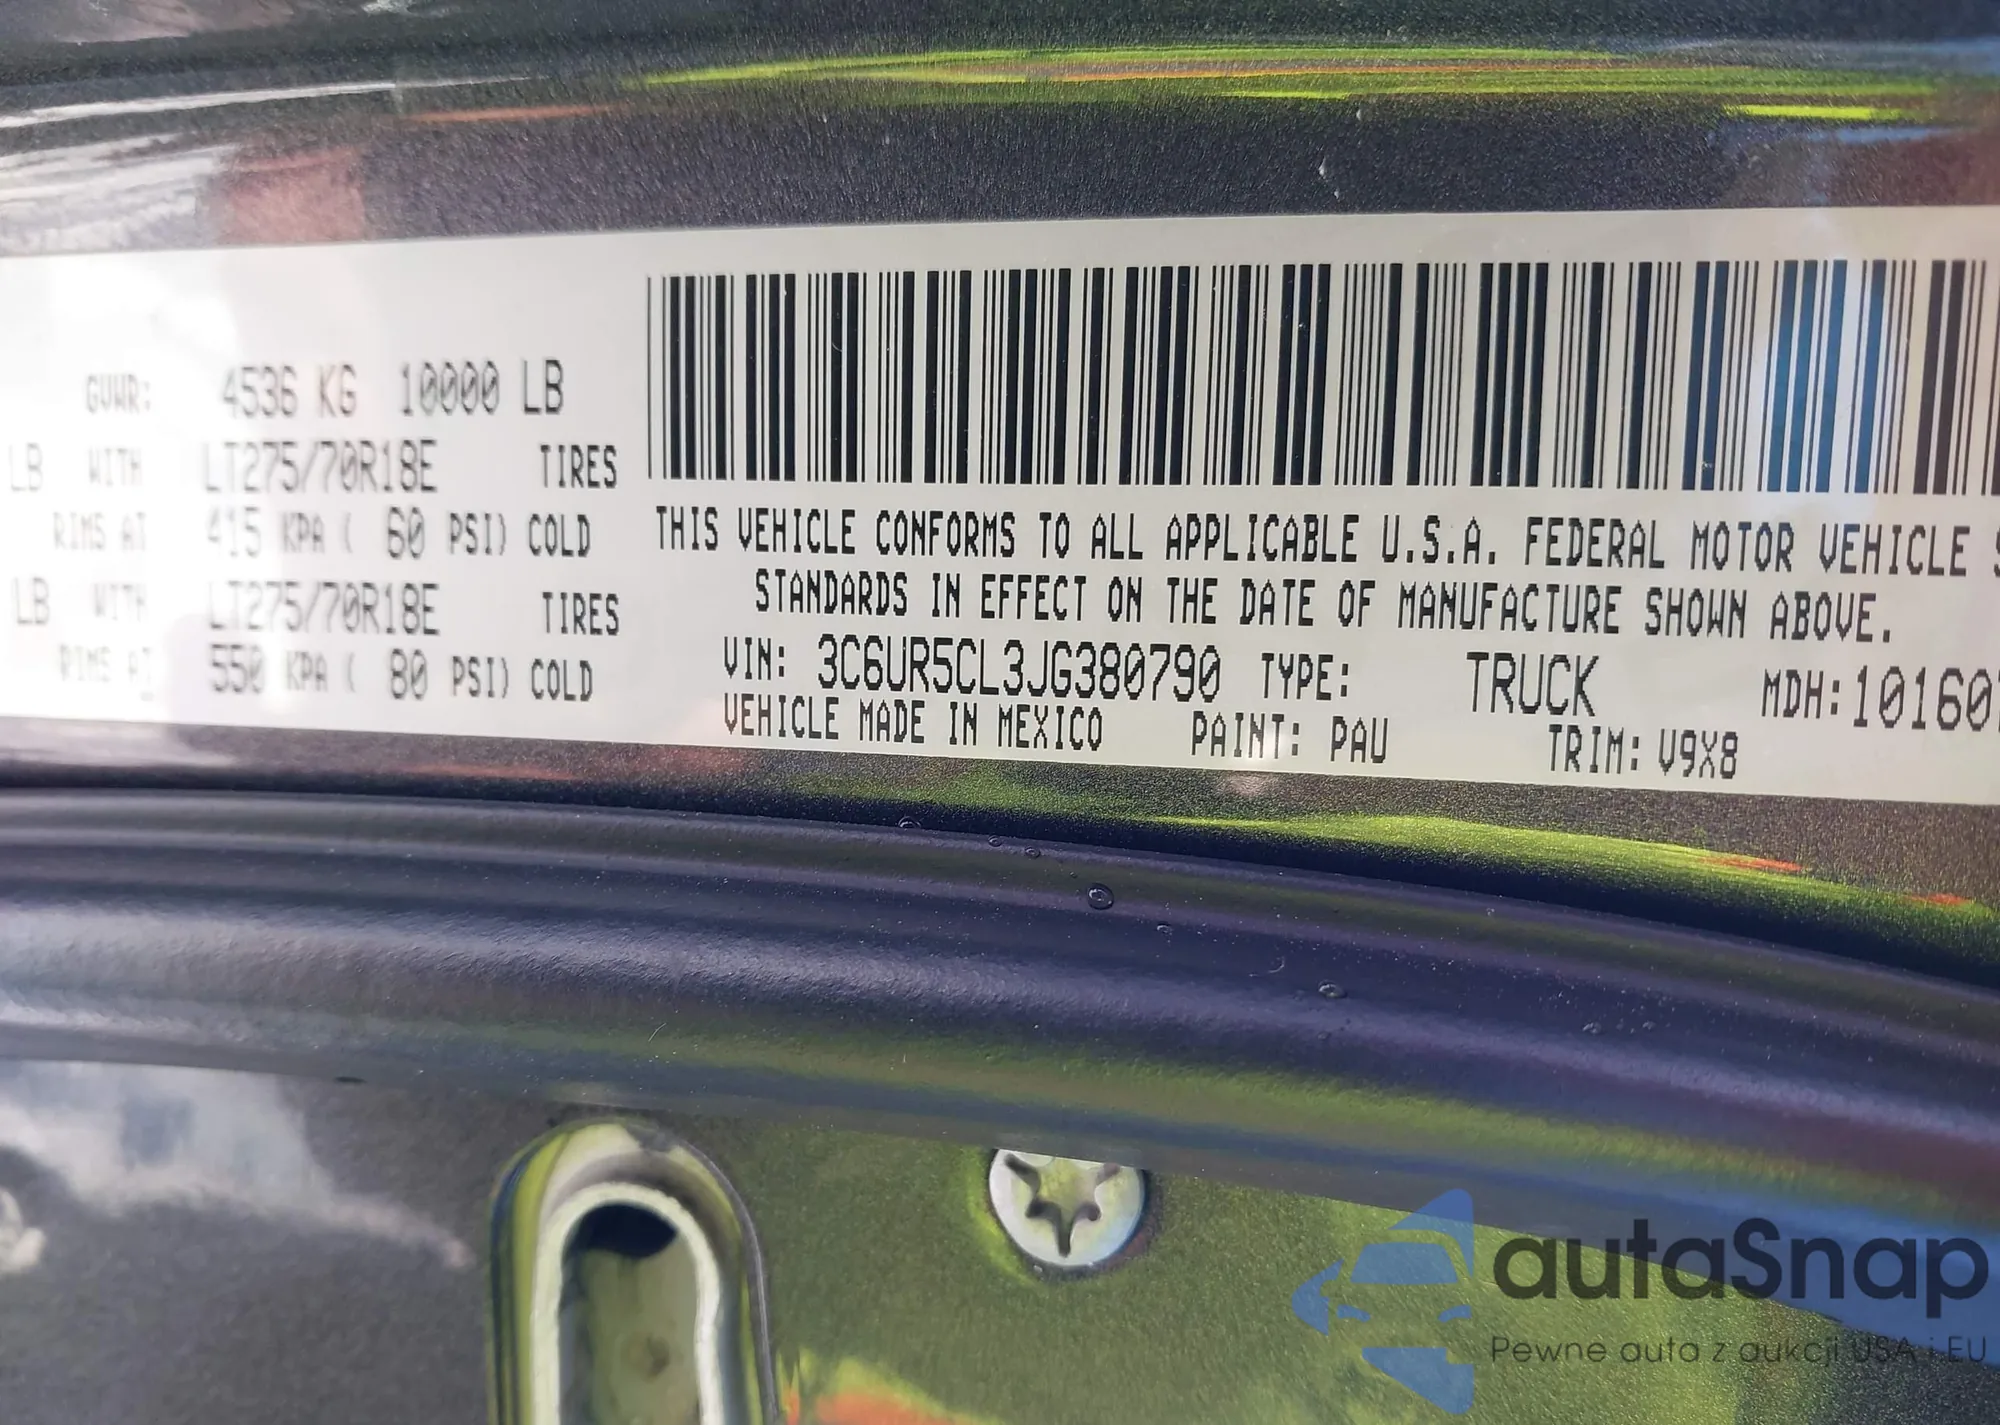 GVWR: 4536 KG 10000 LB
LB WITH LT275/70R18E TIRES
RIMS AT 415 KPA ( 60 PSI) COLD
LB WITH LT275/70R18E TIRES
RIMS AT 550 KPA ( 80 PSI) COLD
THIS VEHICLE CONFORMS TO ALL APPLICABLE U.S.A. FEDERAL MOTOR VEHICLE S
STANDARDS IN EFFECT ON THE DATE OF MANUFACTURE SHOWN ABOVE.
VIN: 3C6UR5CL3JG380790 TYPE: TRUCK MDH:10160
VEHICLE MADE IN MEXICO PAINT: PAU TRIM: V9X8
autaSnap
Pewne auta z aukcji USA i EU